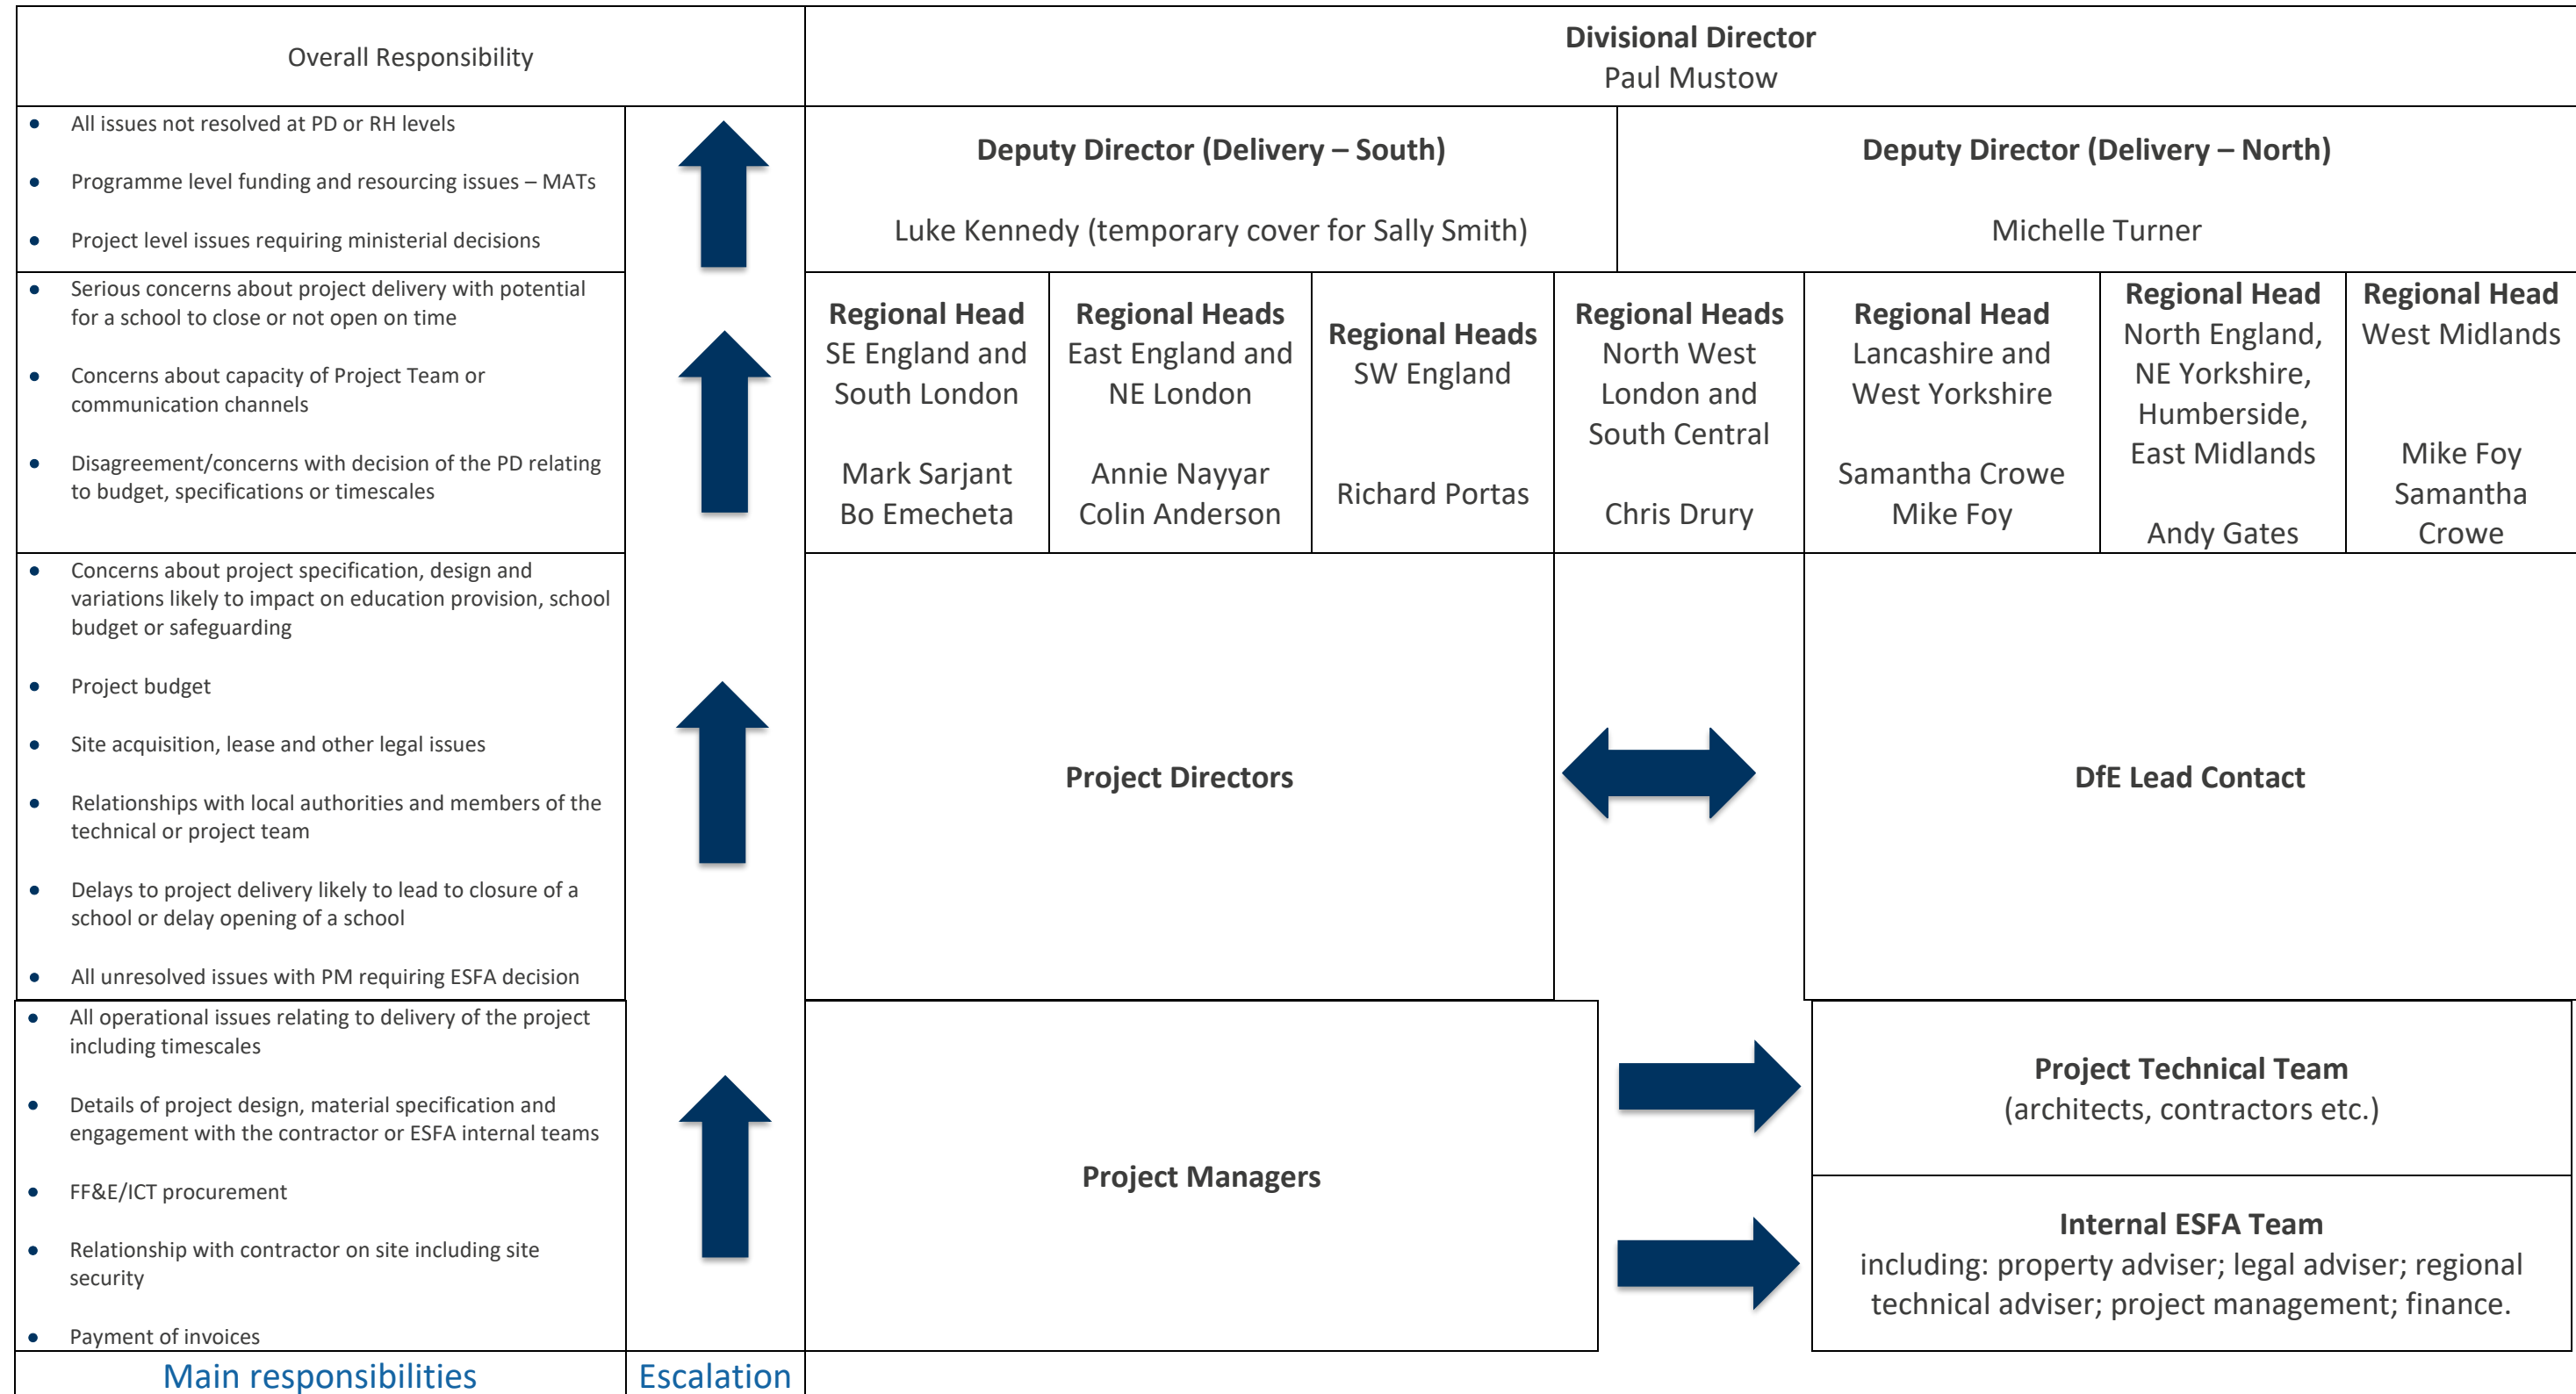 Overall Responsibility
Divisional Director
Paul Mustow
● All issues not resolved at PD or RH levels
● Programme level funding and resourcing issues – MATs
● Project level issues requiring ministerial decisions
Deputy Director (Delivery – South)
Luke Kennedy (temporary cover for Sally Smith)
Deputy Director (Delivery – North)
Michelle Turner
● Serious concerns about project delivery with potential
for a school to close or not open on time
● Concerns about capacity of Project Team or
communication channels
● Disagreement/concerns with decision of the PD relating
to budget, specifications or timescales
Regional Head
SE England and
South London
Mark Sarjant
Bo Emecheta
Regional Heads
East England and
NE London
Annie Nayyar
Colin Anderson
Regional Heads
SW England
Richard Portas
Regional Heads
North West
London and
South Central
Chris Drury
Regional Head
Lancashire and
West Yorkshire
Samantha Crowe
Mike Foy
Regional Head
North England,
NE Yorkshire,
Humberside,
East Midlands
Andy Gates
Regional Head
West Midlands
Mike Foy
Samantha
Crowe
● Concerns about project specification, design and
variations likely to impact on education provision, school
budget or safeguarding
● Project budget
● Site acquisition, lease and other legal issues
● Relationships with local authorities and members of the
technical or project team
● Delays to project delivery likely to lead to closure of a
school or delay opening of a school
● All unresolved issues with PM requiring ESFA decision
Project Directors
DfE Lead Contact
● All operational issues relating to delivery of the project
including timescales
● Details of project design, material specification and
engagement with the contractor or ESFA internal teams
● FF&E/ICT procurement
● Relationship with contractor on site including site
security
● Payment of invoices
Project Managers
Project Technical Team
(architects, contractors etc.)
Internal ESFA Team
including: property adviser; legal adviser; regional
technical adviser; project management; finance.
Main responsibilities
Escalation